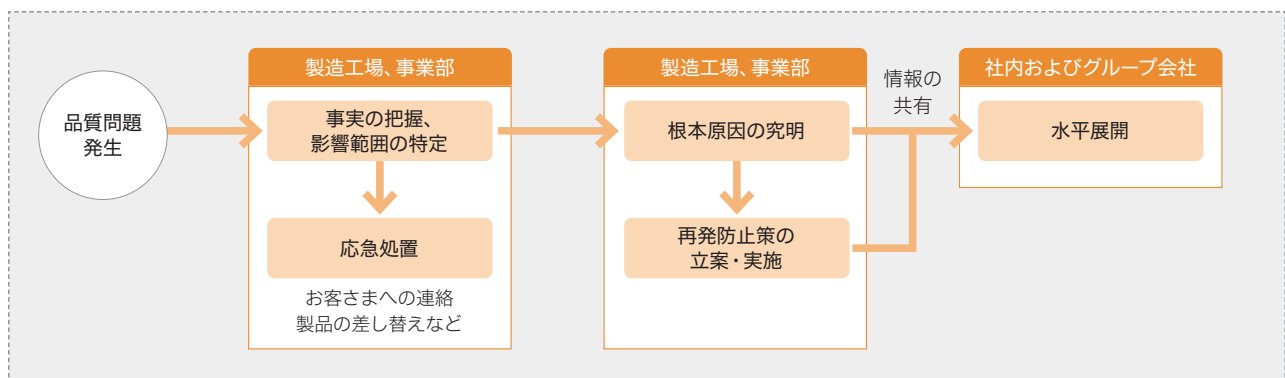 品質問題
発生
製造工場、事業部
事実の把握、
影響範囲の特定
応急処置
お客さまへの連絡
製品の差し替えなど
製造工場、事業部
根本原因の究明
再発防止策の
立案・実施
情報の
共有
社内およびグループ会社
水平展開